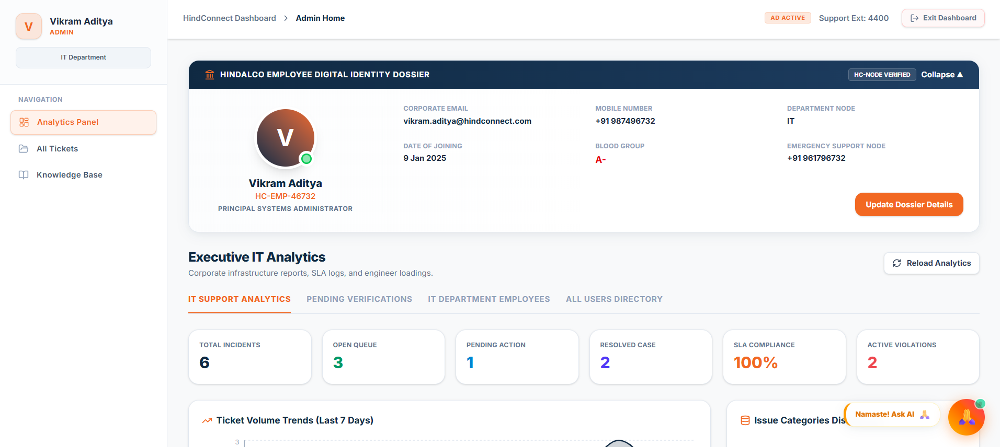 V
Vikram Aditya
ADMIN
IT Department
NAVIGATION
Analytics Panel
All Tickets
Knowledge Base
HindConnect Dashboard > Admin Home
AD ACTIVE
Support Ext: 4400
Exit Dashboard
HINDALCO EMPLOYEE DIGITAL IDENTITY DOSSIER
HC-NODE VERIFIED
Collapse ▲
V
Vikram Aditya
HC-EMP-46732
PRINCIPAL SYSTEMS ADMINISTRATOR
CORPORATE EMAIL
vikram.aditya@hindconnect.com
MOBILE NUMBER
+91 987496732
DEPARTMENT NODE
IT
DATE OF JOINING
9 Jan 2025
BLOOD GROUP
A-
EMERGENCY SUPPORT NODE
+91 961796732
Update Dossier Details
Executive IT Analytics
Corporate infrastructure reports, SLA logs, and engineer loadings.
Reload Analytics
IT SUPPORT ANALYTICS
PENDING VERIFICATIONS
IT DEPARTMENT EMPLOYEES
ALL USERS DIRECTORY
TOTAL INCIDENTS
6
OPEN QUEUE
3
PENDING ACTION
1
RESOLVED CASE
2
SLA COMPLIANCE
100%
ACTIVE VIOLATIONS
2
Ticket Volume Trends (Last 7 Days)
3
Issue Categories Dis
Namaste! Ask AI 🙏